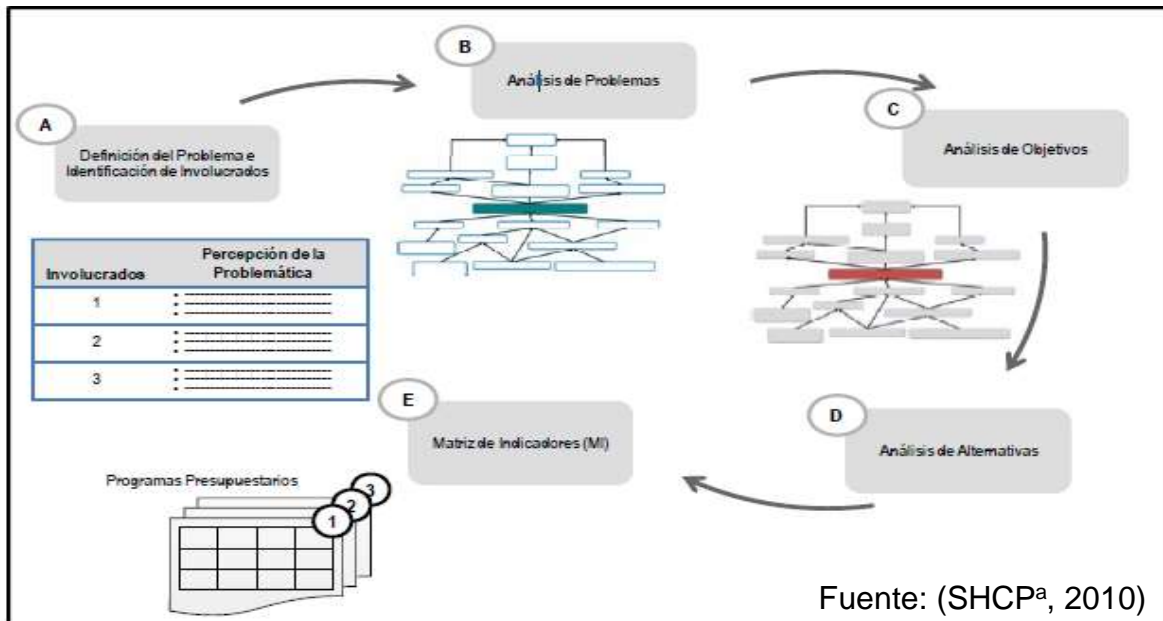 A
Definición del Problema e
Identificación de Involucrados
B
Análisis de Problemas
C
Análisis de Objetivos
Involucrados
Percepción de la
Problemática
1
2
3
D
Análisis de Alternativas
E
Matriz de Indicadores (MI)
Programas Presupuestarios
1
2
3
Fuente: (SHCPª, 2010)